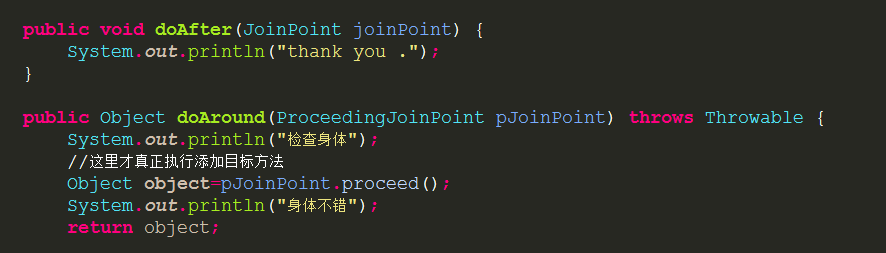 public void doAfter(JoinPoint joinPoint) {
System.out.println("thank you .");
}
public Object doAround(ProceedingJoinPoint pJoinPoint) throws Throwable {
System.out.println("检查身体");
//这里才真正执行添加目标方法
Object object=pJoinPoint.proceed();
System.out.println("身体不错");
return object;